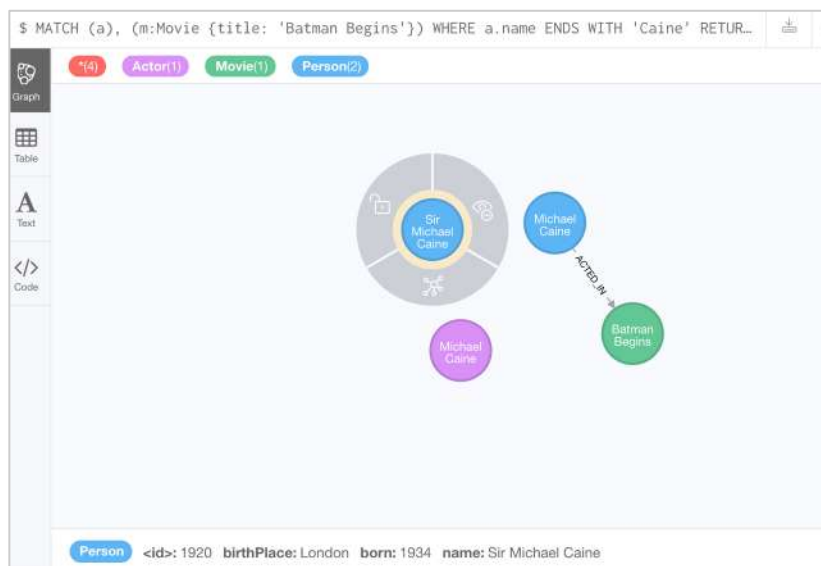 $ MATCH (a), (m:Movie {title: 'Batman Begins'}) WHERE a.name ENDS WITH 'Caine' RETUR…
*(4) Actor(1) Movie(1) Person(2)
Graph
Table
A
Text
</>
Code
Sir
Michael
Caine
Michael
Caine
ACTED_IN
Batman
Begins
Michael
Caine
Person <id>: 1920 birthPlace: London born: 1934 name: Sir Michael Caine